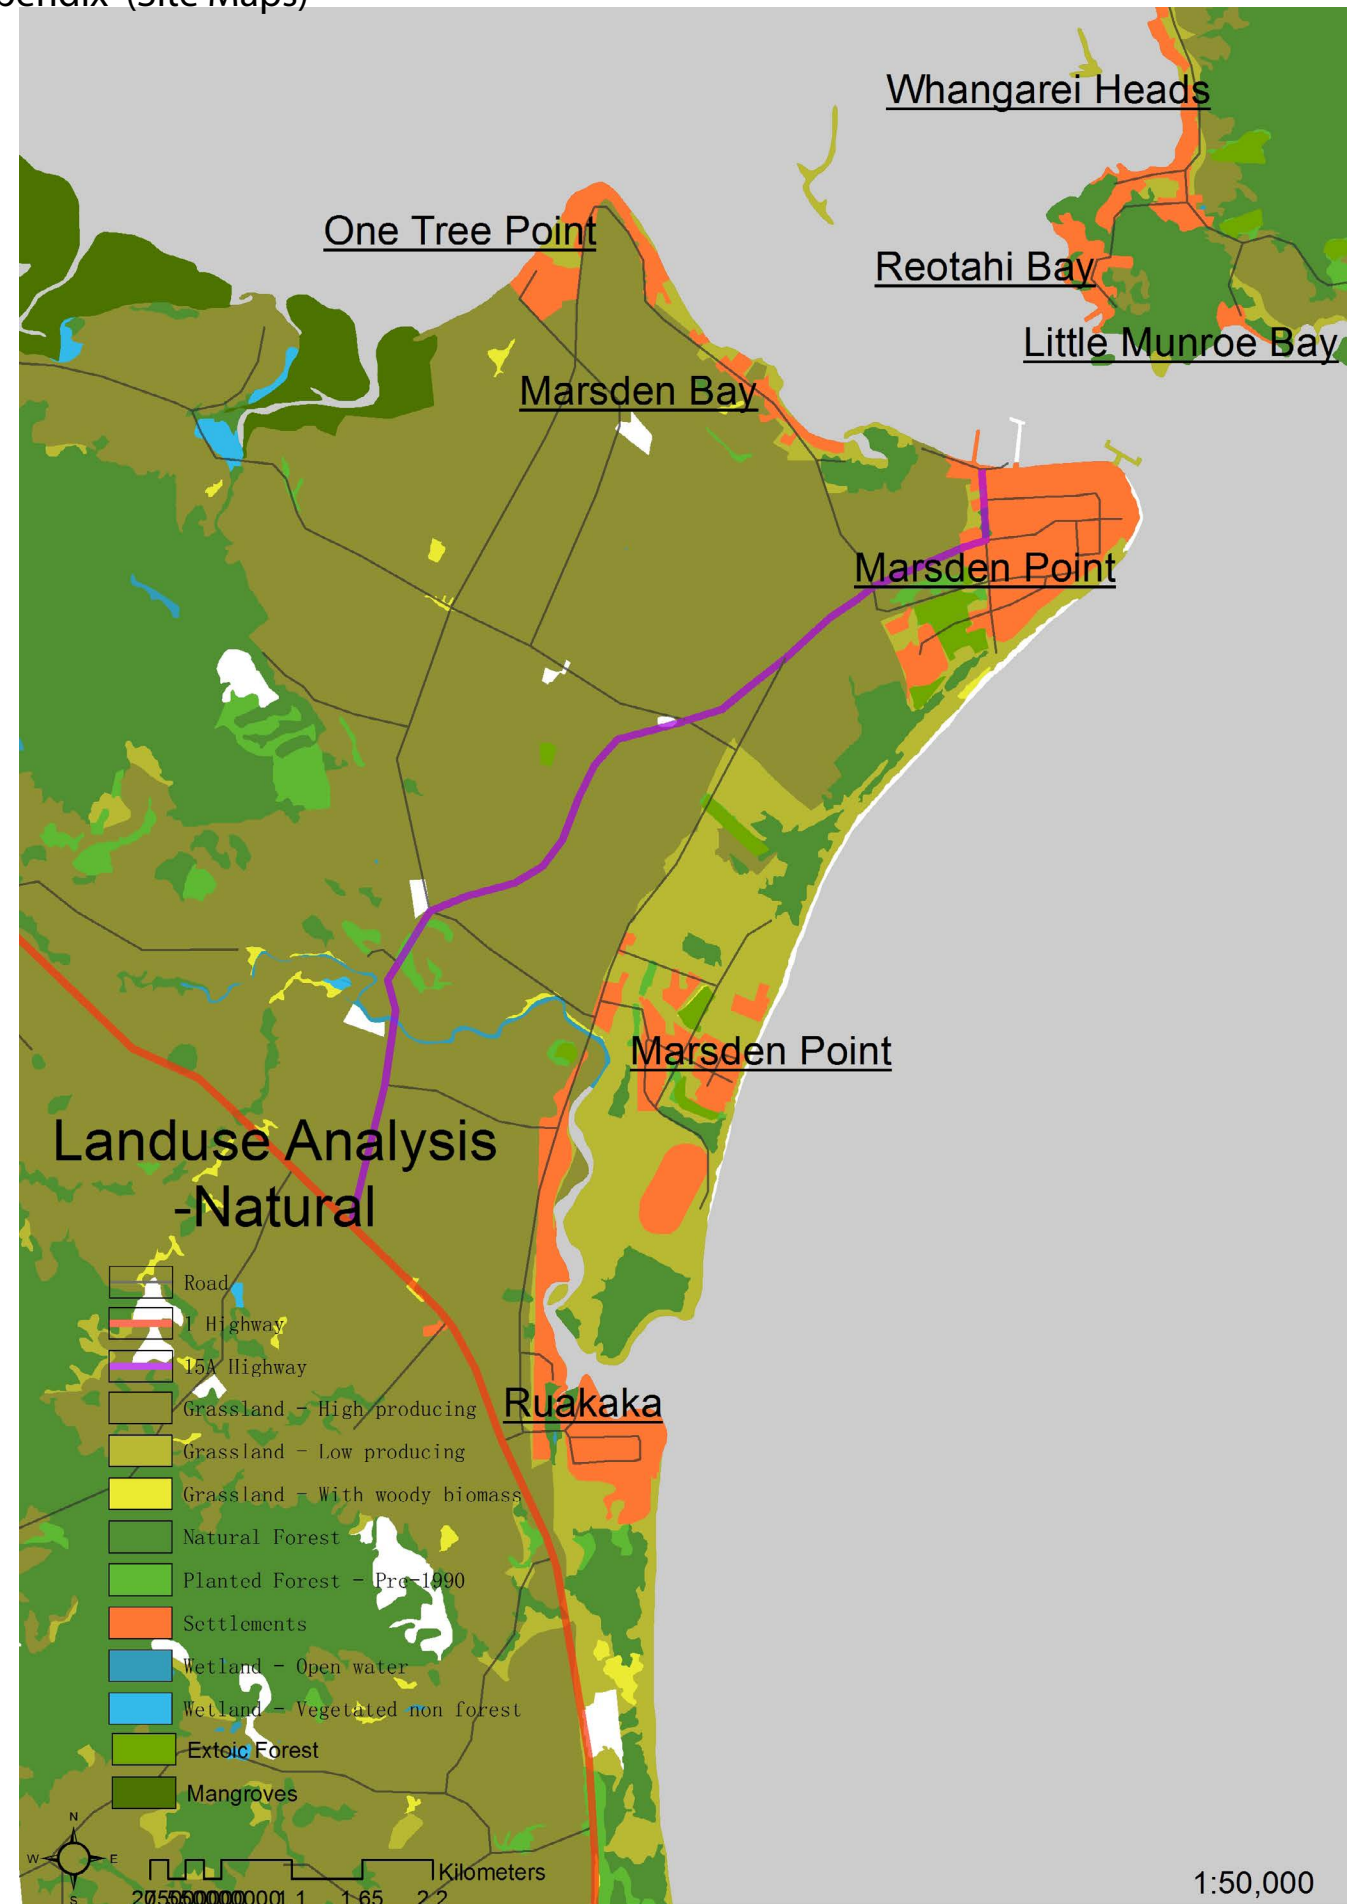 pendix (Site Maps)
Whangarei Heads
One Tree Point
Reotahi Bay
Little Munroe Bay
Marsden Bay
Marsden Point
Marsden Point
Landuse Analysis
-Natural
Road
1 Highway
15A Highway
Grassland - High producing
Ruakaka
Grassland - Low producing
Grassland - With woody biomass
Natural Forest
Planted Forest - Pre-1990
Settlements
Wetland - Open water
Wetland - Vegetated non forest
Extoic Forest
Mangroves
N
W E
S
Kilometers
1.1 1.65 2.2
1:50,000